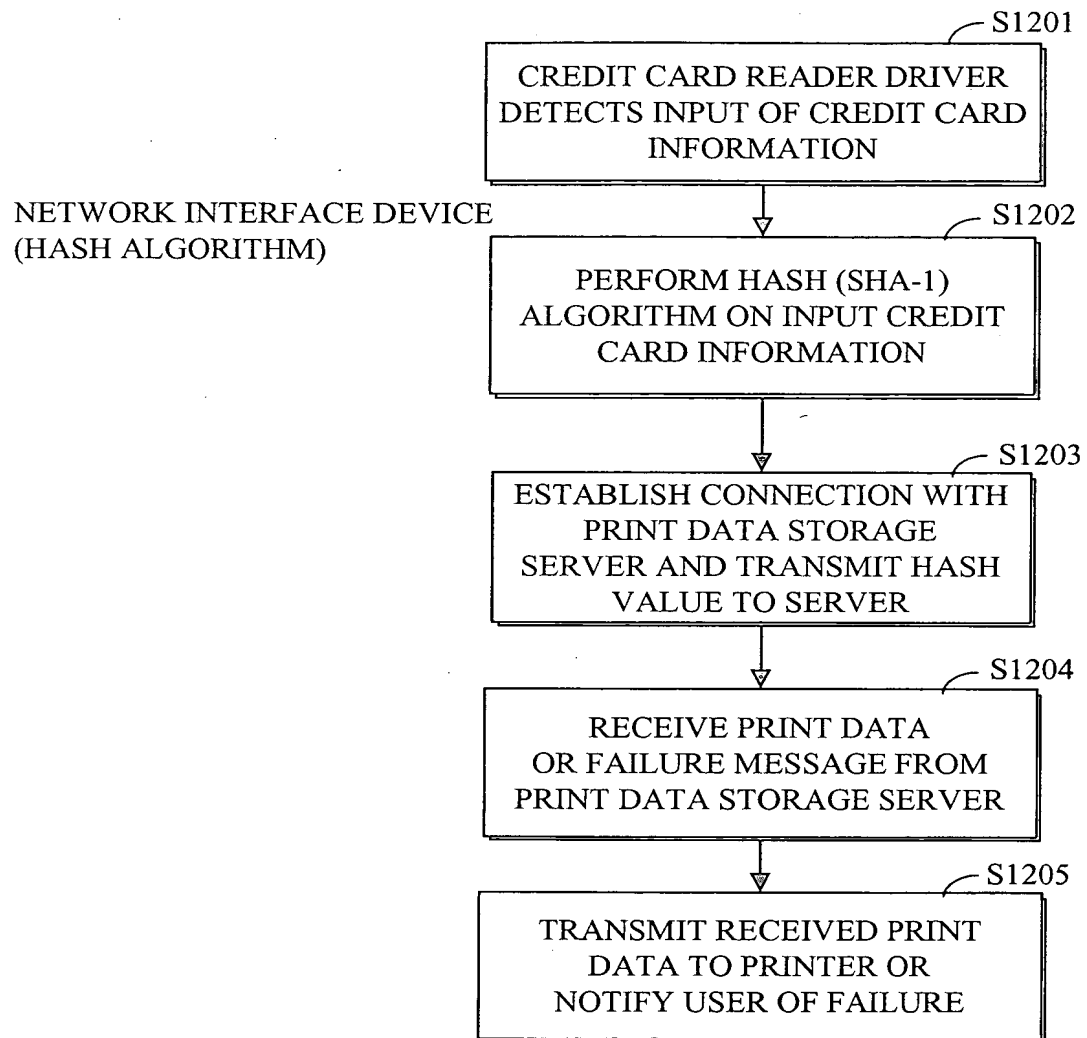 S1201
CREDIT CARD READER DRIVER
DETECTS INPUT OF CREDIT CARD
INFORMATION
NETWORK INTERFACE DEVICE
(HASH ALGORITHM)
S1202
PERFORM HASH (SHA-1)
ALGORITHM ON INPUT CREDIT
CARD INFORMATION
S1203
ESTABLISH CONNECTION WITH
PRINT DATA STORAGE
SERVER AND TRANSMIT HASH
VALUE TO SERVER
S1204
RECEIVE PRINT DATA
OR FAILURE MESSAGE FROM
PRINT DATA STORAGE SERVER
S1205
TRANSMIT RECEIVED PRINT
DATA TO PRINTER OR
NOTIFY USER OF FAILURE